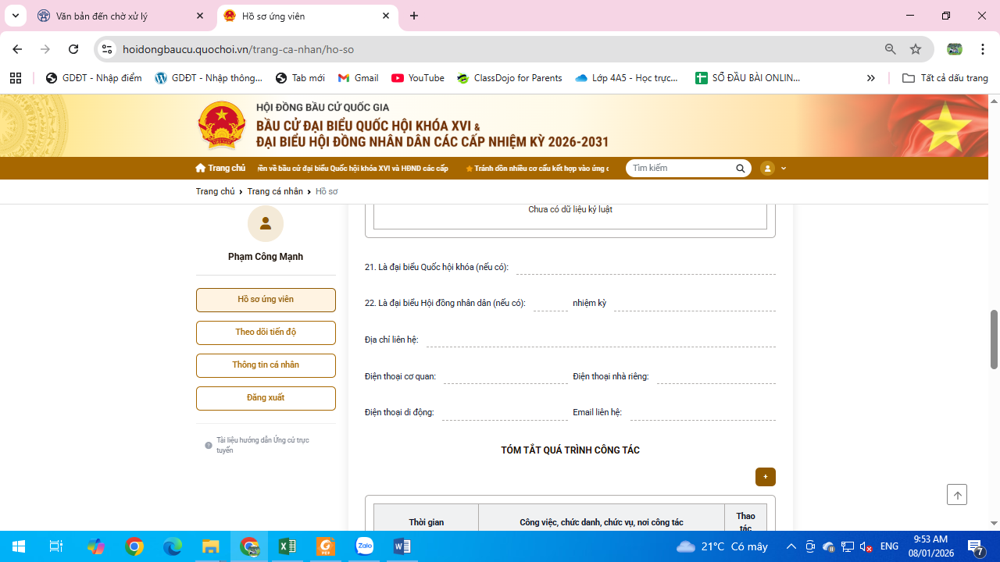 Văn bản đến chờ xử lý
Hồ sơ ứng viên
hoidongbaucu.quochoi.vn/trang-ca-nhan/ho-so
GDĐT - Nhập điểm
GDĐT - Nhập thông...
Tab mới
Gmail
YouTube
ClassDojo for Parents
Lớp 4A5 - Học trực...
SỔ ĐẦU BÀI ONLIN...
Tất cả dấu trang
HỘI ĐỒNG BẦU CỬ QUỐC GIA
BẦU CỬ ĐẠI BIỂU QUỐC HỘI KHÓA XVI &
ĐẠI BIỂU HỘI ĐỒNG NHÂN DÂN CÁC CẤP NHIỆM KỲ 2026-2031
Trang chủ
về bầu cử đại biểu Quốc hội khóa XVI và HĐND các cấp
Tránh dồn nhiều cơ cấu kết hợp vào ứng
Tìm kiếm
Trang chủ > Trang cá nhân > Hồ sơ
Phạm Công Mạnh
Hồ sơ ứng viên
Theo dõi tiến độ
Thông tin cá nhân
Đăng xuất
Tài liệu hướng dẫn Ứng cử trực
tuyến
Chưa có dữ liệu kỷ luật
21. Là đại biểu Quốc hội khóa (nếu có):
22. Là đại biểu Hội đồng nhân dân (nếu có): nhiệm kỳ
Địa chỉ liên hệ:
Điện thoại cơ quan: Điện thoại nhà riêng:
Điện thoại di động: Email liên hệ:
TÓM TẮT QUÁ TRÌNH CÔNG TÁC
+
Thời gian
Công việc, chức danh, chức vụ, nơi công tác
Thao
tác
21°C Có mây
ENG
9:53 AM
08/01/2026
7